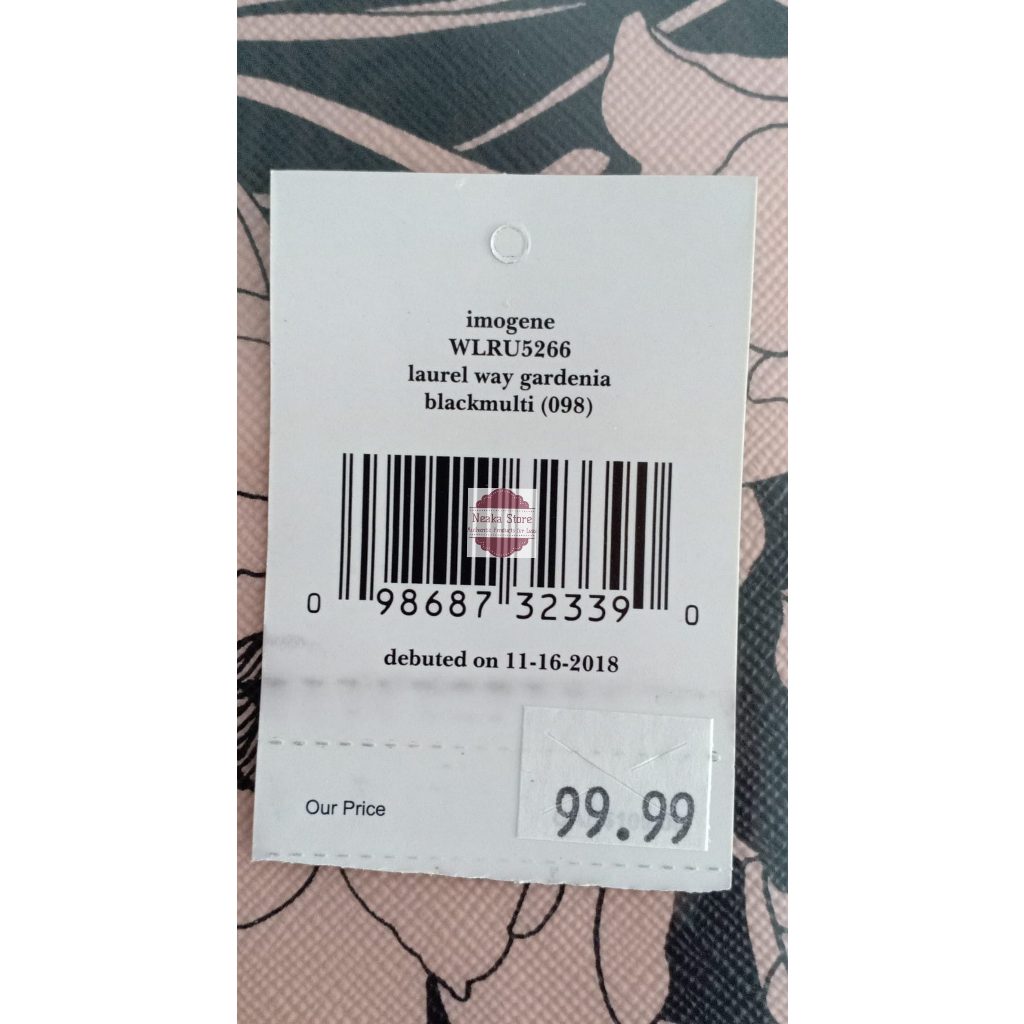 imogene
WLRU5266
laurel way gardenia
blackmulti (098)
Neaka Store
0 98687 32339 0
debuted on 11-16-2018
Our Price
99.99